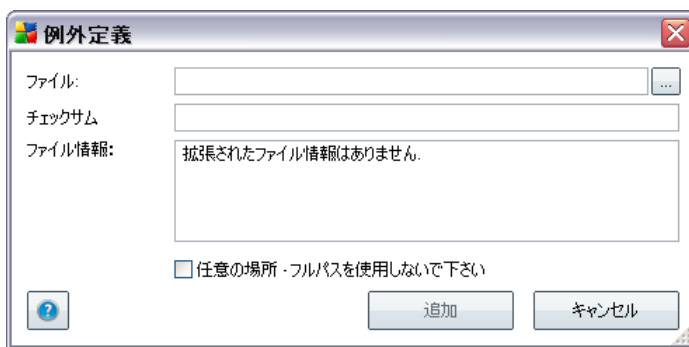 例外定義
ファイル:
...
チェックサム
ファイル情報:
拡張されたファイル情報はありません.
任意の場所 - フルパスを使用しないで下さい
?
追加
キャンセル